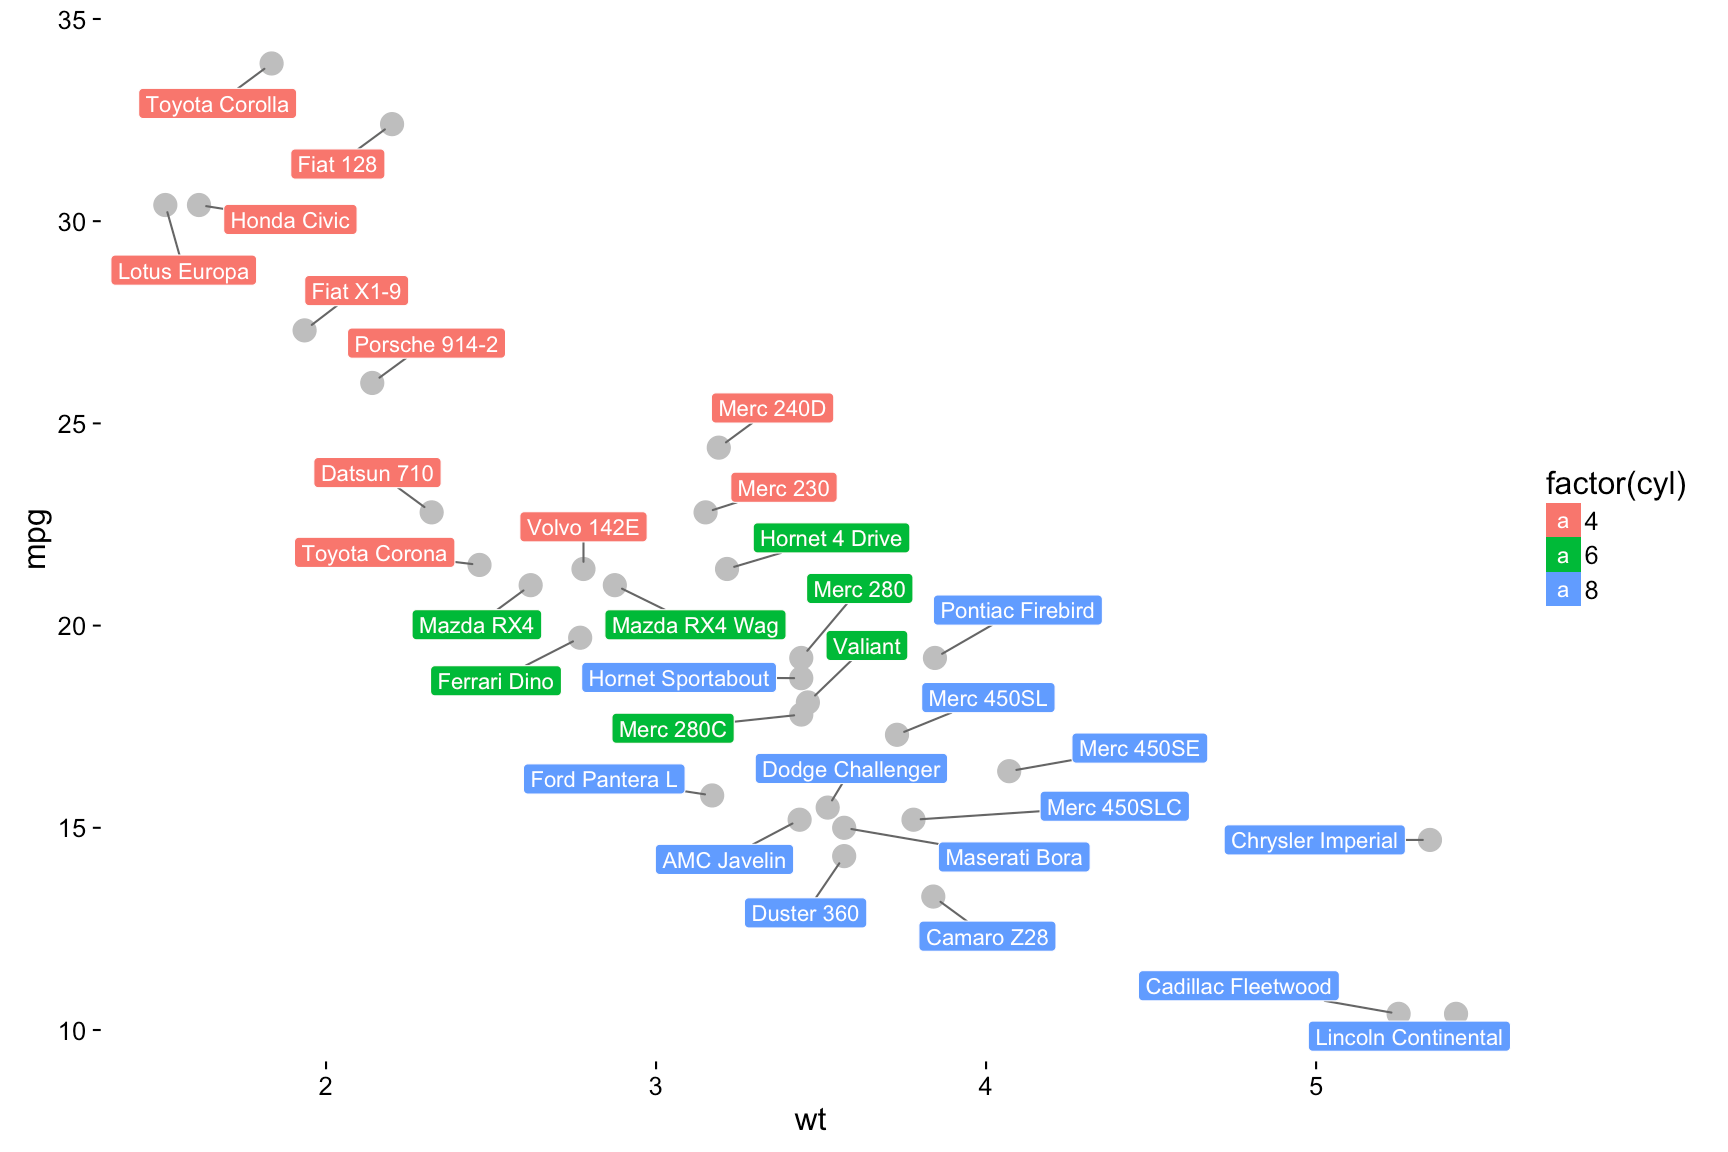 35
Toyota Corolla
Fiat 128
30
Honda Civic
Lotus Europa
Fiat X1-9
Porsche 914-2
Merc 240D
25
Datsun 710
Merc 230
Volvo 142E
Hornet 4 Drive
Toyota Corona
Merc 280
Pontiac Firebird
Mazda RX4
Mazda RX4 Wag
20
Valiant
Hornet Sportabout
Ferrari Dino
Merc 450SL
Merc 280C
Merc 450SE
Dodge Challenger
Ford Pantera L
Merc 450SLC
15
Chrysler Imperial
AMC Javelin
Maserati Bora
Duster 360
Camaro Z28
Cadillac Fleetwood
10
Lincoln Continental
mpg
2 3 4 5
wt
factor(cyl)
a 4
a 6
a 8